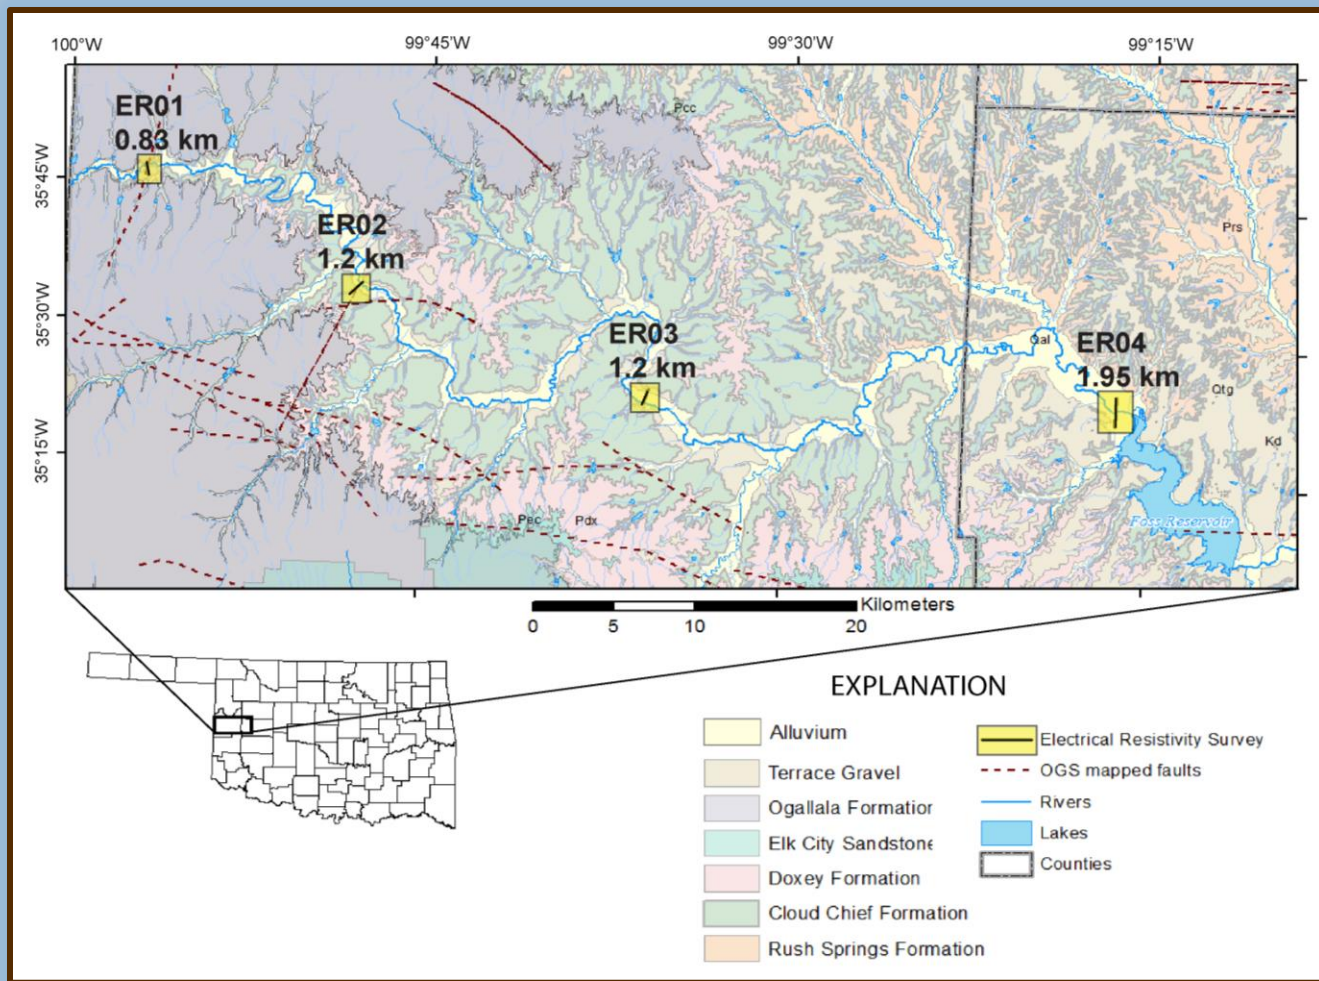 100°W 99°45'W 99°30'W 99°15'W
ER01
0.83 km
Pcc
35°45'W
ER02
1.2 km
Prs
35°30'W
ER03
1.2 km
Qal
ER04
1.95 km
Qtg
Kd
35°15'W
Pec Pdx
Foss Reservoir
Kilometers
0 5 10 20
EXPLANATION
Alluvium
Terrace Gravel
Ogallala Formation
Elk City Sandstone
Doxey Formation
Cloud Chief Formation
Rush Springs Formation
Electrical Resistivity Survey
OGS mapped faults
Rivers
Lakes
Counties